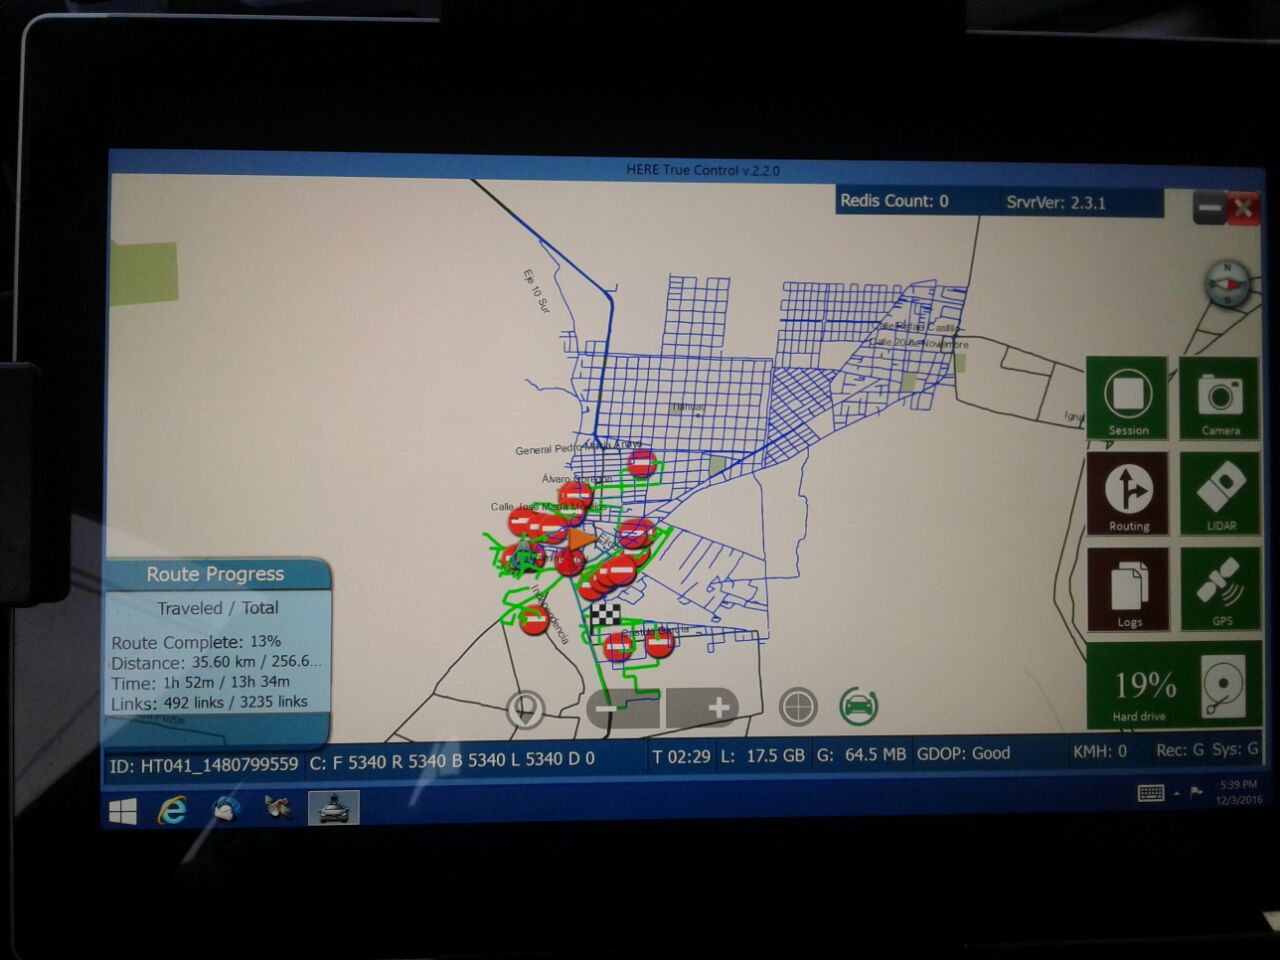 HERE True Control v.2.2.0
Redis Count: 0 SrvrVer: 2.3.1
N
S
Eje 10 Sur
Calle Rafael Castillo
Calle 20 de Noviembre
Tláhuac
General Pedro María Anaya
Álvaro Obregón
Calle José María Morelos
Independencia
Session
Camera
Routing
LIDAR
Logs
GPS
19%
Hard drive
Route Progress
Traveled / Total
Route Complete: 13%
Distance: 35.60 km / 256.6...
Time: 1h 52m / 13h 34m
Links: 492 links / 3235 links
ID: HT041_1480799559 C: F 5340 R 5340 B 5340 L 5340 D 0 T 02:29 L: 17.5 GB G: 64.5 MB GDOP: Good KMH: 0 Rec: G Sys: G
5:39 PM
12/3/2016